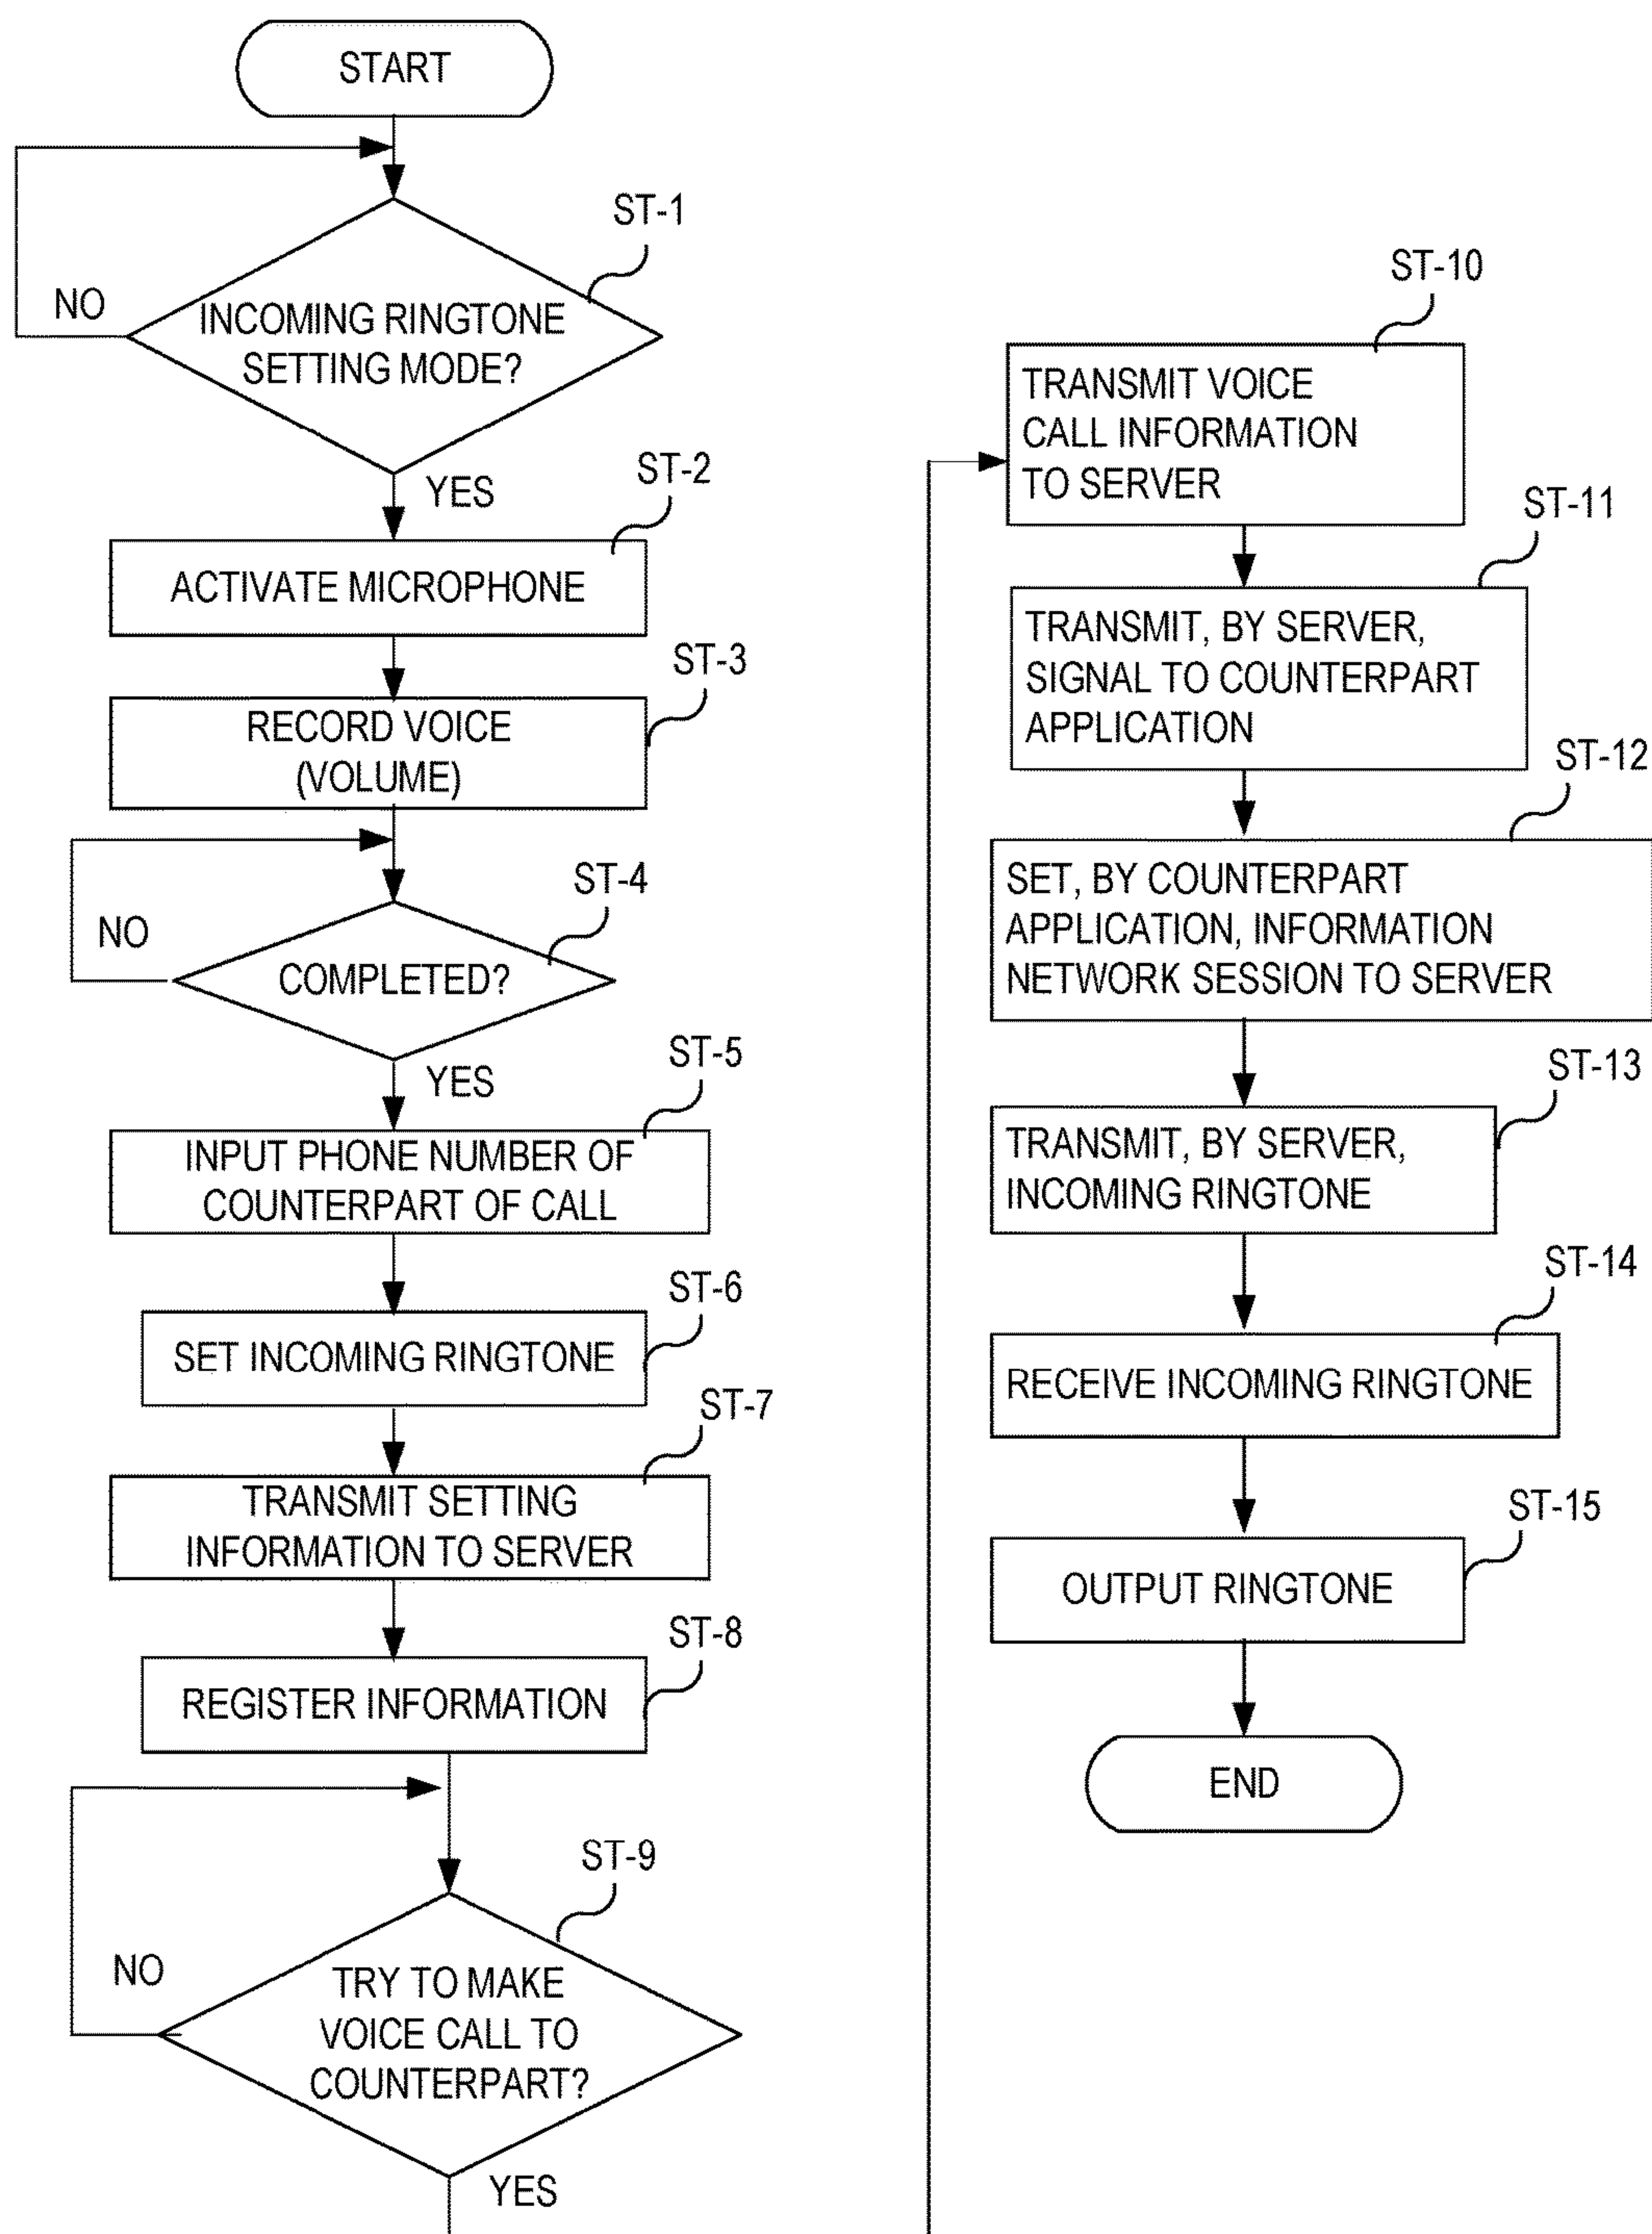 START
ST-1
NO
INCOMING RINGTONE
SETTING MODE?
YES
ST-2
ACTIVATE MICROPHONE
ST-3
RECORD VOICE
(VOLUME)
ST-4
NO
COMPLETED?
YES
ST-5
INPUT PHONE NUMBER OF
COUNTERPART OF CALL
ST-6
SET INCOMING RINGTONE
ST-7
TRANSMIT SETTING
INFORMATION TO SERVER
ST-8
REGISTER INFORMATION
ST-9
NO
TRY TO MAKE
VOICE CALL TO
COUNTERPART?
YES
ST-10
TRANSMIT VOICE
CALL INFORMATION
TO SERVER
ST-11
TRANSMIT, BY SERVER,
SIGNAL TO COUNTERPART
APPLICATION
ST-12
SET, BY COUNTERPART
APPLICATION, INFORMATION
NETWORK SESSION TO SERVER
ST-13
TRANSMIT, BY SERVER,
INCOMING RINGTONE
ST-14
RECEIVE INCOMING RINGTONE
ST-15
OUTPUT RINGTONE
END